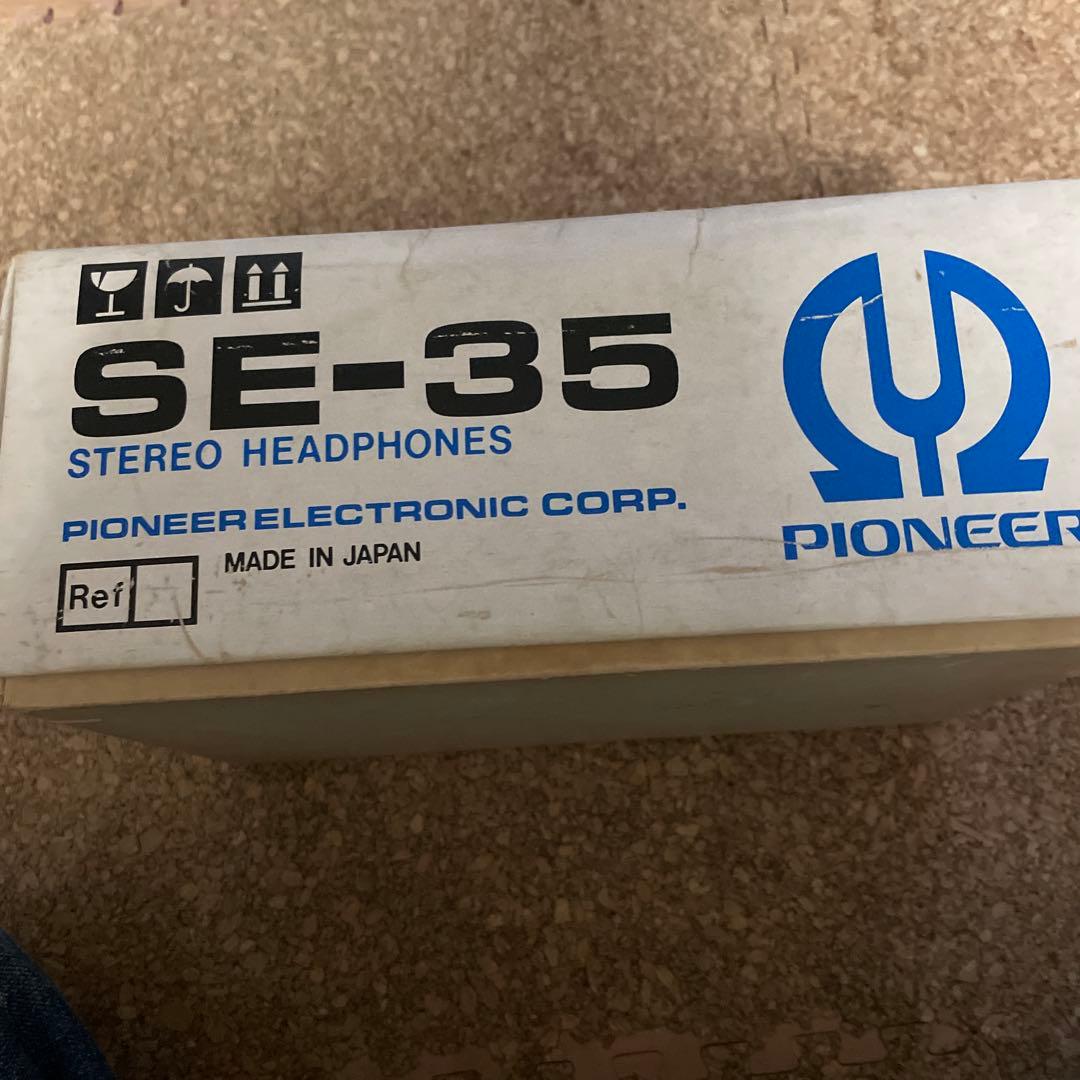 SE-35
STEREO HEADPHONES
PIONEER ELECTRONIC CORP.
MADE IN JAPAN
Ref
PIONEER